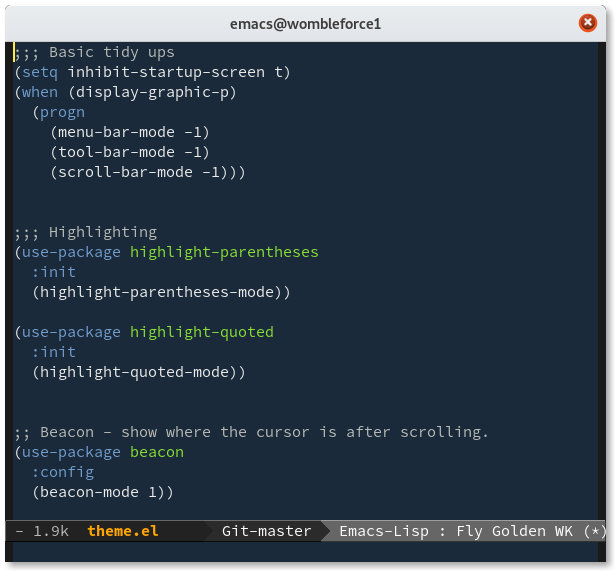 emacs@wombleforce1
;;; Basic tidy ups
(setq inhibit-startup-screen t)
(when (display-graphic-p)
  (progn
    (menu-bar-mode -1)
    (tool-bar-mode -1)
    (scroll-bar-mode -1)))
;;; Highlighting
(use-package highlight-parentheses
  :init
  (highlight-parentheses-mode))
(use-package highlight-quoted
  :init
  (highlight-quoted-mode))
;; Beacon – show where the cursor is after scrolling.
(use-package beacon
  :config
  (beacon-mode 1))
- 1.9k theme.el Git-master Emacs-Lisp : Fly Golden WK (*)